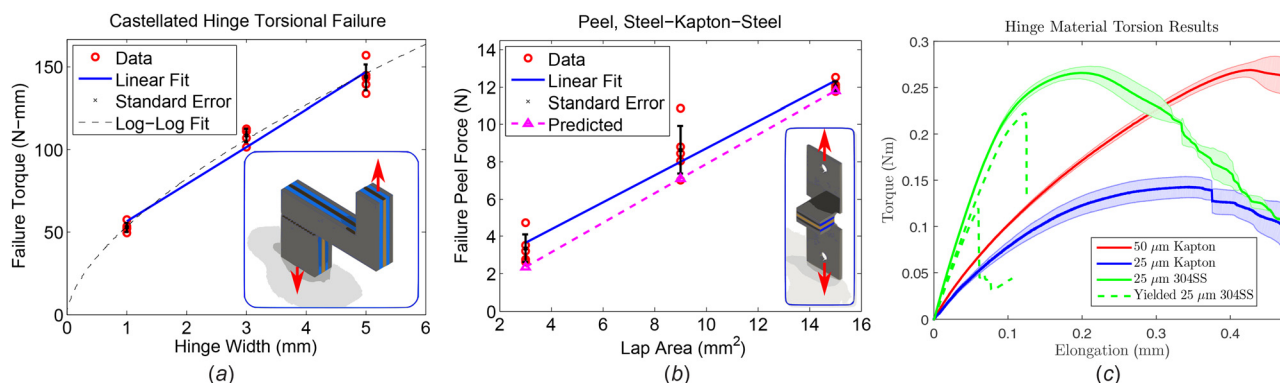 Castellated Hinge Torsional Failure
Failure Torque (N-mm)
150
100
50
0
Data
Linear Fit
Standard Error
Log-Log Fit
0 1 2 3 4 5 6
Hinge Width (mm)
(a)
Peel, Steel-Kapton-Steel
Failure Peel Force (N)
14
12
10
8
6
4
2
0
Data
Linear Fit
Standard Error
Predicted
2 4 6 8 10 12 14 16
Lap Area (mm²)
(b)
Hinge Material Torsion Results
Torque (Nm)
0.3
0.25
0.2
0.15
0.1
0.05
0
50 μm Kapton
25 μm Kapton
25 μm 304SS
Yielded 25 μm 304SS
0 0.1 0.2 0.3 0.4
Elongation (mm)
(c)